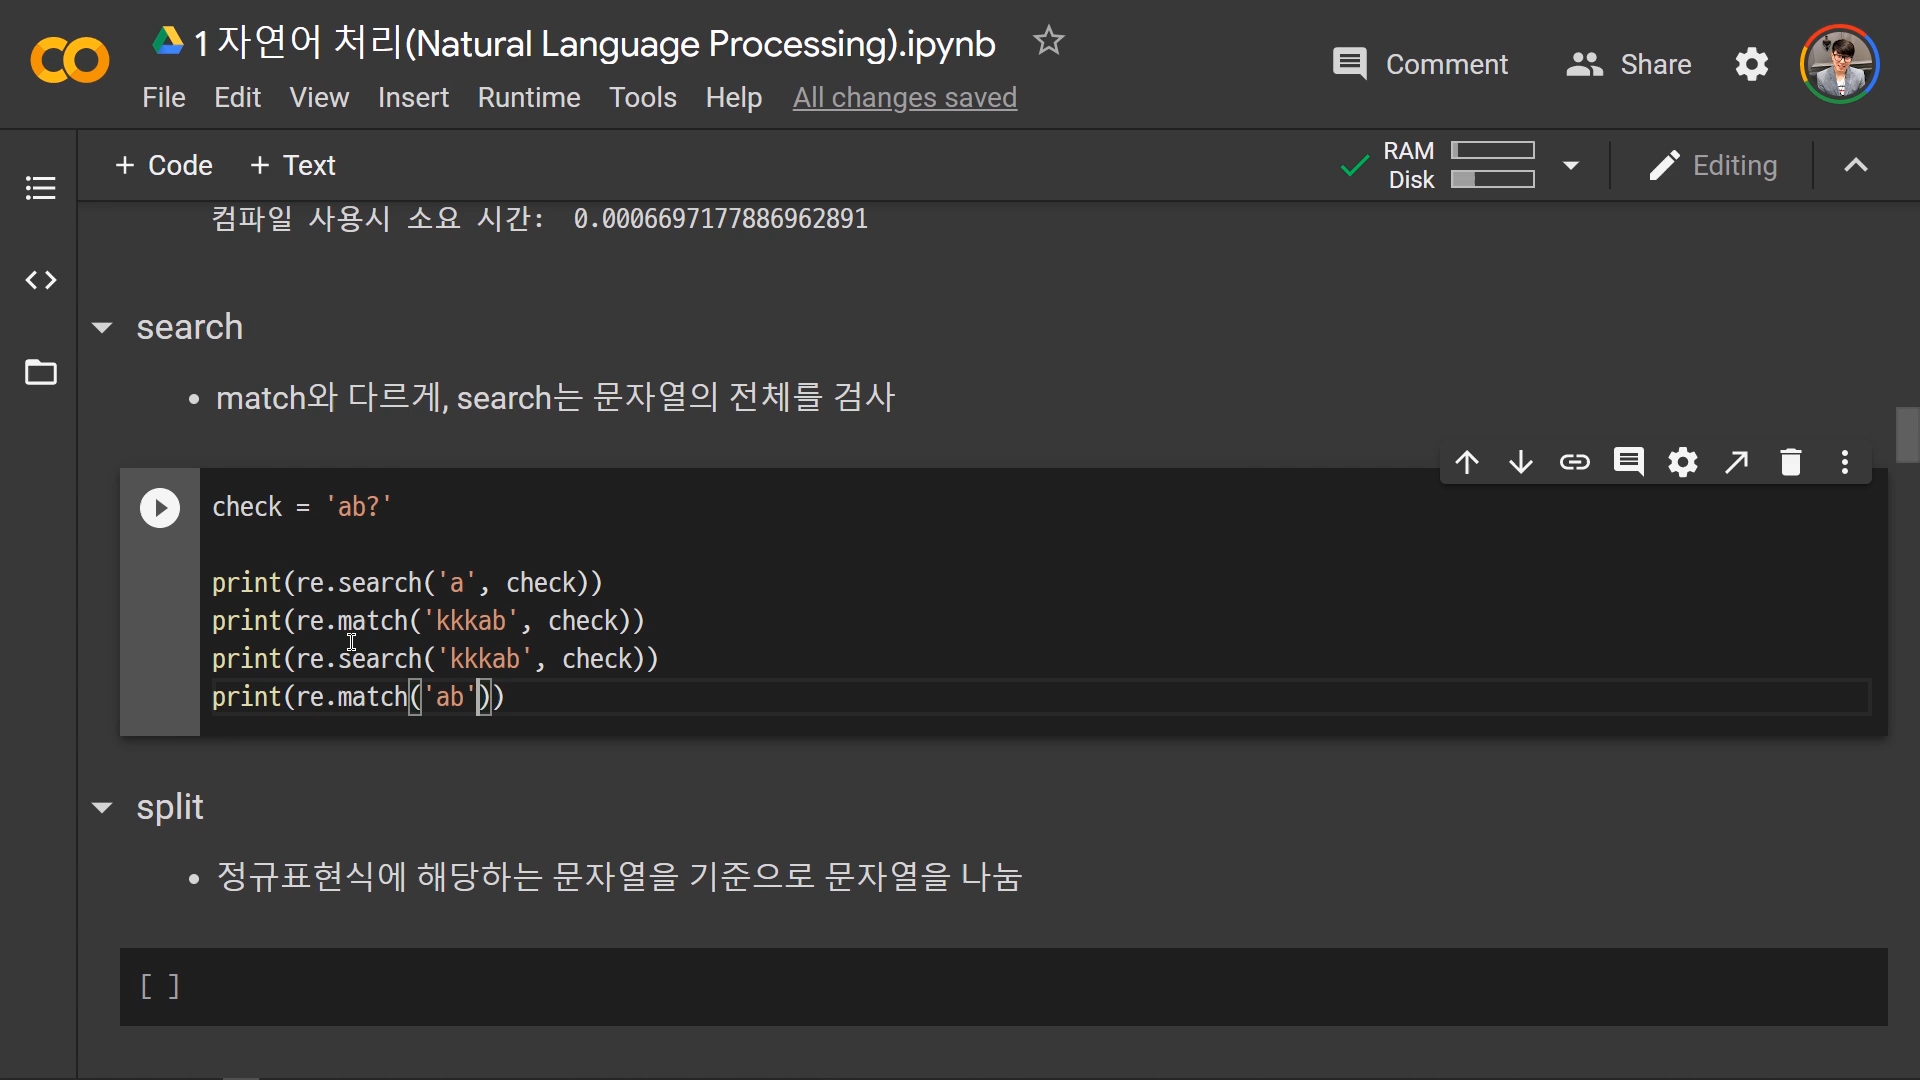 1 자연어 처리(Natural Language Processing).ipynb
Comment
Share
File Edit View Insert Runtime Tools Help All changes saved
+ Code + Text
RAM
Disk
Editing
컴파일 사용시 소요 시간: 0.0006697177886962891
search
• match와 다르게, search는 문자열의 전체를 검사
check = 'ab?'
print(re.search('a', check))
print(re.match('kkkab', check))
print(re.search('kkkab', check))
print(re.match('ab'))
split
• 정규표현식에 해당하는 문자열을 기준으로 문자열을 나눔
[ ]